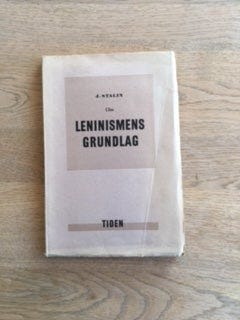 J. STALIN
Om
LENINISMENS
GRUNDLAG
TIDEN